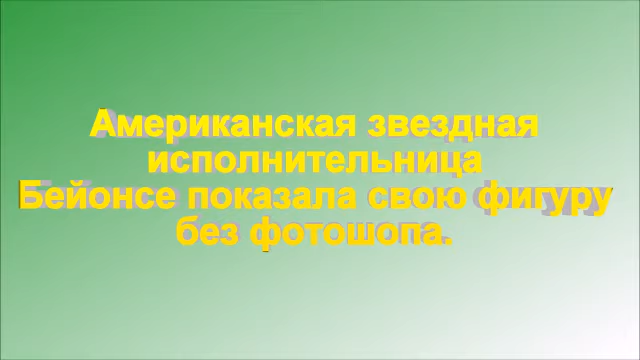 Американская звездная
исполнительница
Бейонсе показала свою фигуру
без фотошопа.